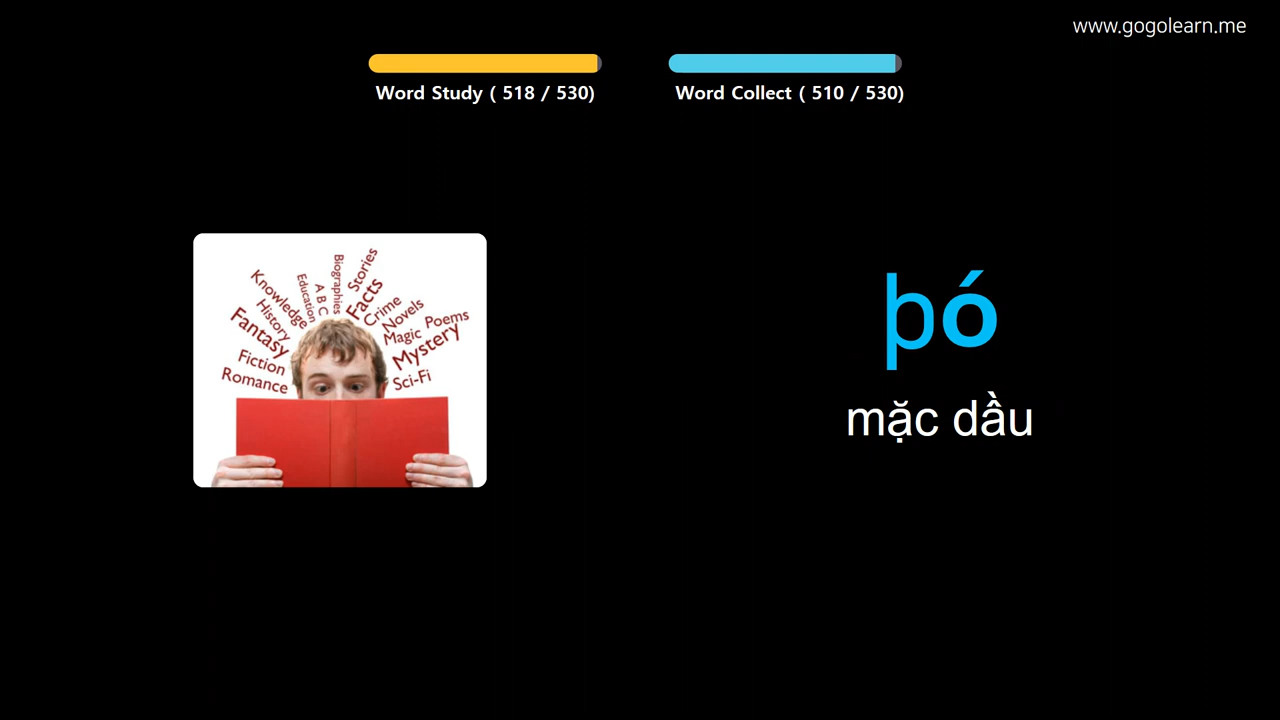 www.gogolearn.me
Word Study ( 518 / 530)
Word Collect ( 510 / 530)
Knowledge
History
Fantasy
Fiction
Romance
Education
A B C
Biographies
Stories
Facts
Crime
Novels
Magic
Poems
Mystery
Sci-Fi
þó
mặc dầu